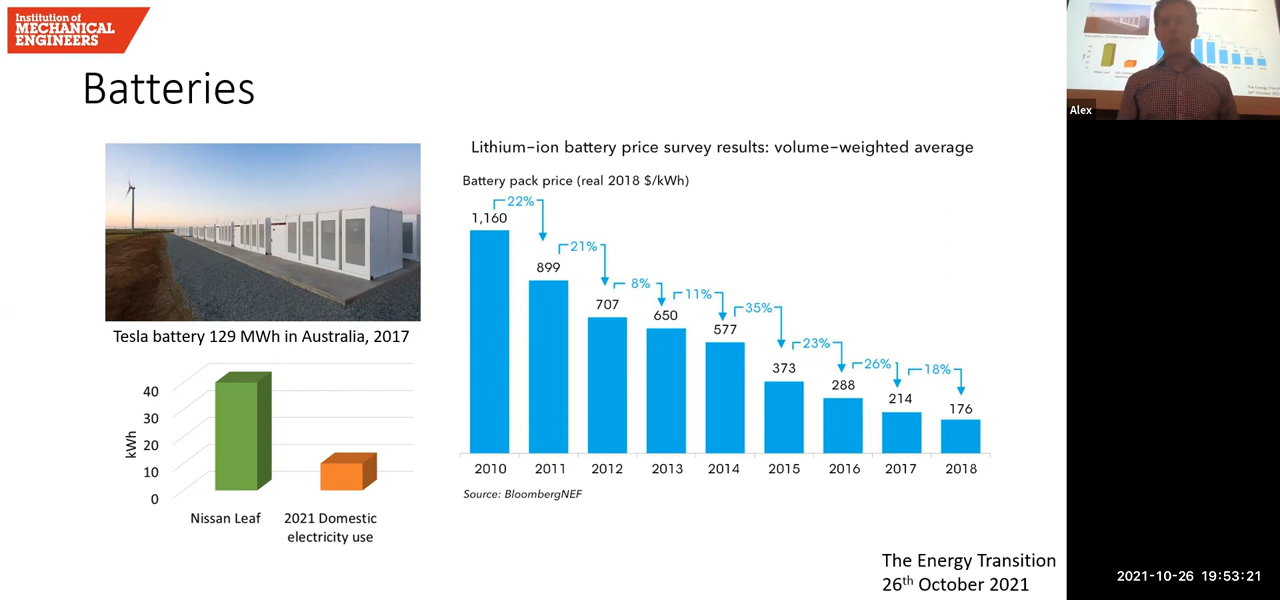 Institution of
MECHANICAL
ENGINEERS
Batteries
Tesla battery 129 MWh in Australia, 2017
kWh
40
30
20
10
0
Nissan Leaf
2021 Domestic
electricity use
Lithium-ion battery price survey results: volume-weighted average
Battery pack price (real 2018 $/kWh)
22%
21%
8%
11%
35%
23%
26%
18%
1,160
899
707
650
577
373
288
214
176
2010
2011
2012
2013
2014
2015
2016
2017
2018
Source: BloombergNEF
The Energy Transition
26th October 2021
Alex
2021-10-26 19:53:21